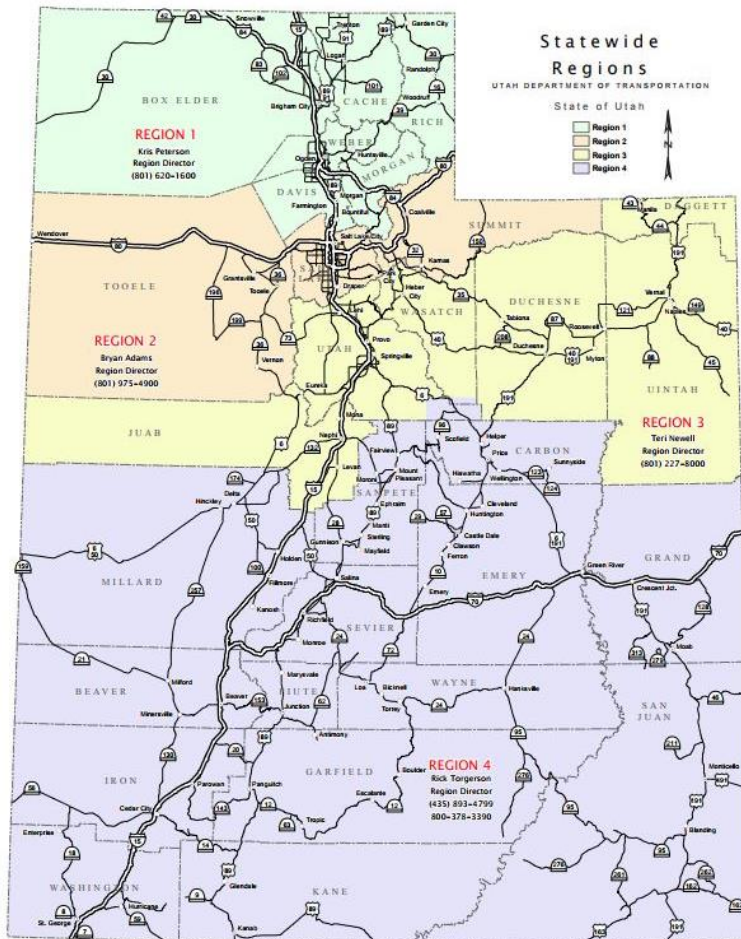 Statewide
Regions
UTAH DEPARTMENT OF TRANSPORTATION
State of Utah
Region 1
Region 2
Region 3
Region 4
N
Snowville
Trenton
Garden City
Logan
Randolph
BOX ELDER
CACHE
Woodruff
Brigham City
RICH
REGION 1
Kris Peterson
Region Director
(801) 620-1600
WEBER
Ogden
Huntsville
MORGAN
DAVIS
Morgan
Farmington
Bountiful
Coalville
DAGGETT
Manila
SUMMIT
Wendover
Salt Lake City
Kamas
Park City
TOOELE
Grantsville
Tooele
SALT LAKE
Draper
Heber City
WASATCH
DUCHESNE
Vernal
Naples
Tabiona
Roosevelt
Duchesne
Myton
REGION 2
Bryan Adams
Region Director
(801) 975-4900
Lehi
UTAH
Provo
Springville
Vernon
Eureka
UINTAH
REGION 3
Teri Newell
Region Director
(801) 227-8000
JUAB
Mona
Nephi
Levan
Fairview
Scofield
Helper
Price
CARBON
Sunnyside
Hiawatha
Wellington
Moroni
Mount Pleasant
SANPETE
Ephraim
Cleveland
Huntington
Delta
Hinckley
Manti
Sterling
Gunnison
Mayfield
Castle Dale
Clawson
Ferron
Holden
MILLARD
Fillmore
Salina
Emery
EMERY
Green River
GRAND
Crescent Jct.
Kanosh
Richfield
SEVIER
Monroe
Moab
BEAVER
Milford
Beaver
Marysvale
PIUTE
Junction
Loa
Bicknell
Torrey
WAYNE
Hanksville
SAN JUAN
Minersville
Antimony
IRON
Parowan
Panguitch
GARFIELD
Boulder
Escalante
REGION 4
Rick Torgerson
Region Director
(435) 893-4799
800-378-3390
Monticello
Cedar City
Enterprise
Tropic
Blanding
WASHINGTON
Glendale
KANE
St. George
Hurricane
Kanab